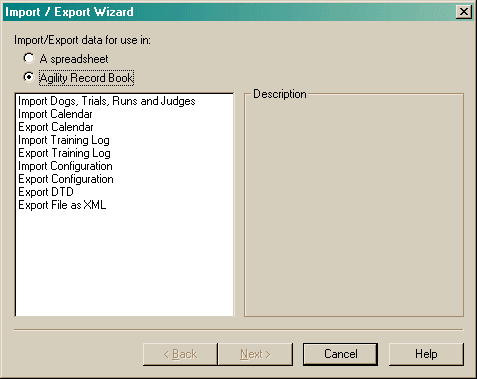 Import / Export Wizard
Import/Export data for use in:
A spreadsheet
Agility Record Book
Import Dogs, Trials, Runs and Judges
Import Calendar
Export Calendar
Import Training Log
Export Training Log
Import Configuration
Export Configuration
Export DTD
Export File as XML
Description
< Back
Next >
Cancel
Help